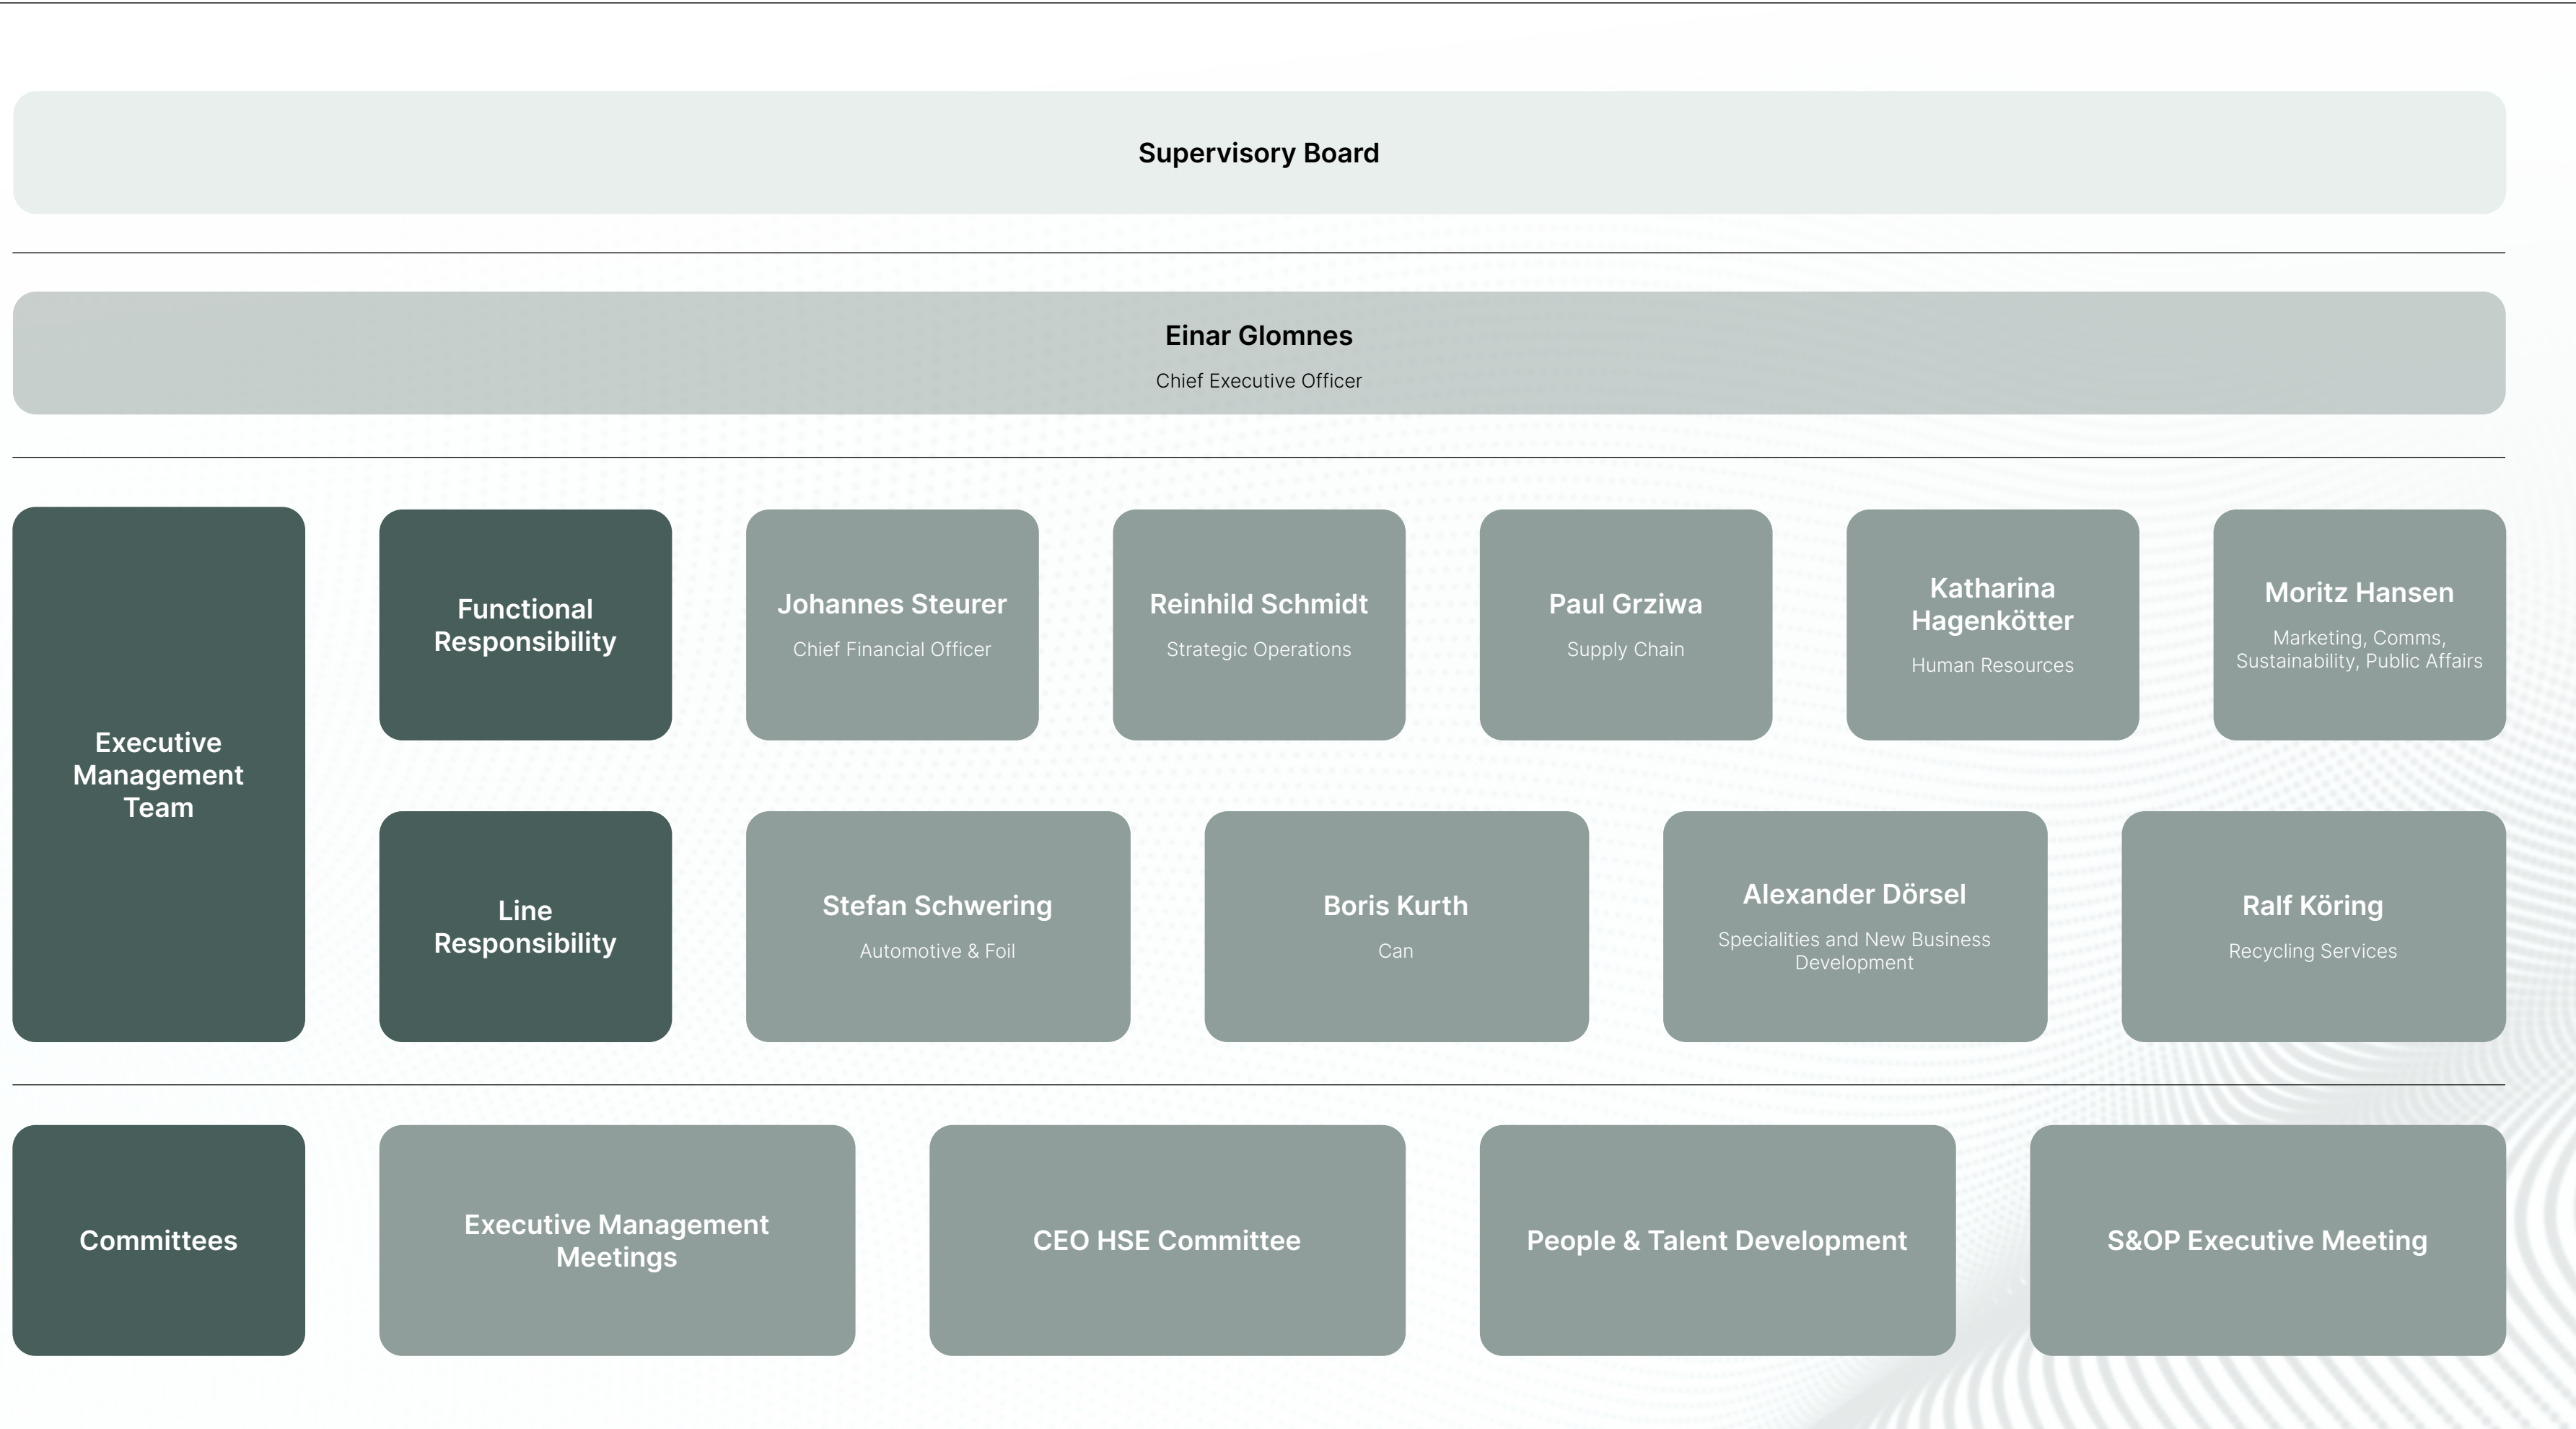 Supervisory Board
Einar Glomnes
Chief Executive Officer
Executive
Management
Team
Functional
Responsibility
Johannes Steurer
Chief Financial Officer
Reinhild Schmidt
Strategic Operations
Paul Grziwa
Supply Chain
Katharina
Hagenkötter
Human Resources
Moritz Hansen
Marketing, Comms,
Sustainability, Public Affairs
Line
Responsibility
Stefan Schwering
Automotive & Foil
Boris Kurth
Can
Alexander Dörsel
Specialities and New Business
Development
Ralf Köring
Recycling Services
Committees
Executive Management
Meetings
CEO HSE Committee
People & Talent Development
S&OP Executive Meeting